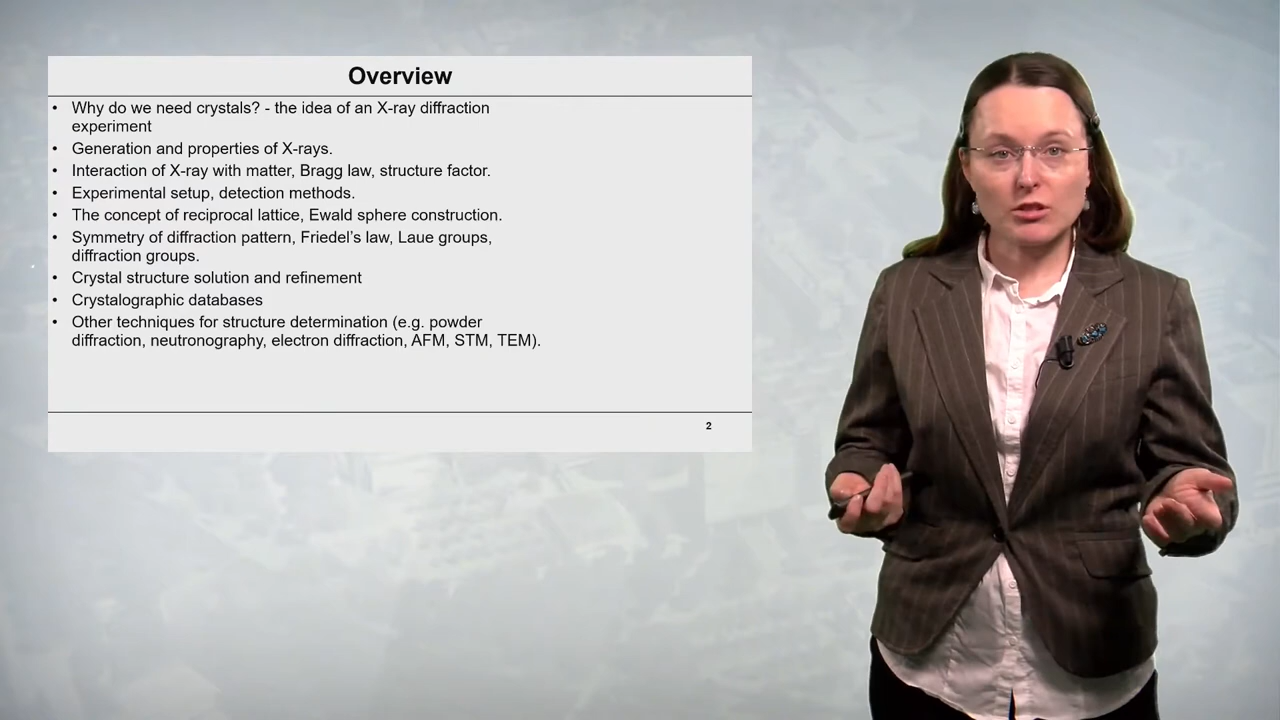 Overview
• Why do we need crystals? - the idea of an X-ray diffraction
experiment
• Generation and properties of X-rays.
• Interaction of X-ray with matter, Bragg law, structure factor.
• Experimental setup, detection methods.
• The concept of reciprocal lattice, Ewald sphere construction.
• Symmetry of diffraction pattern, Friedel’s law, Laue groups,
diffraction groups.
• Crystal structure solution and refinement
• Crystalographic databases
• Other techniques for structure determination (e.g. powder
diffraction, neutronography, electron diffraction, AFM, STM, TEM).
2